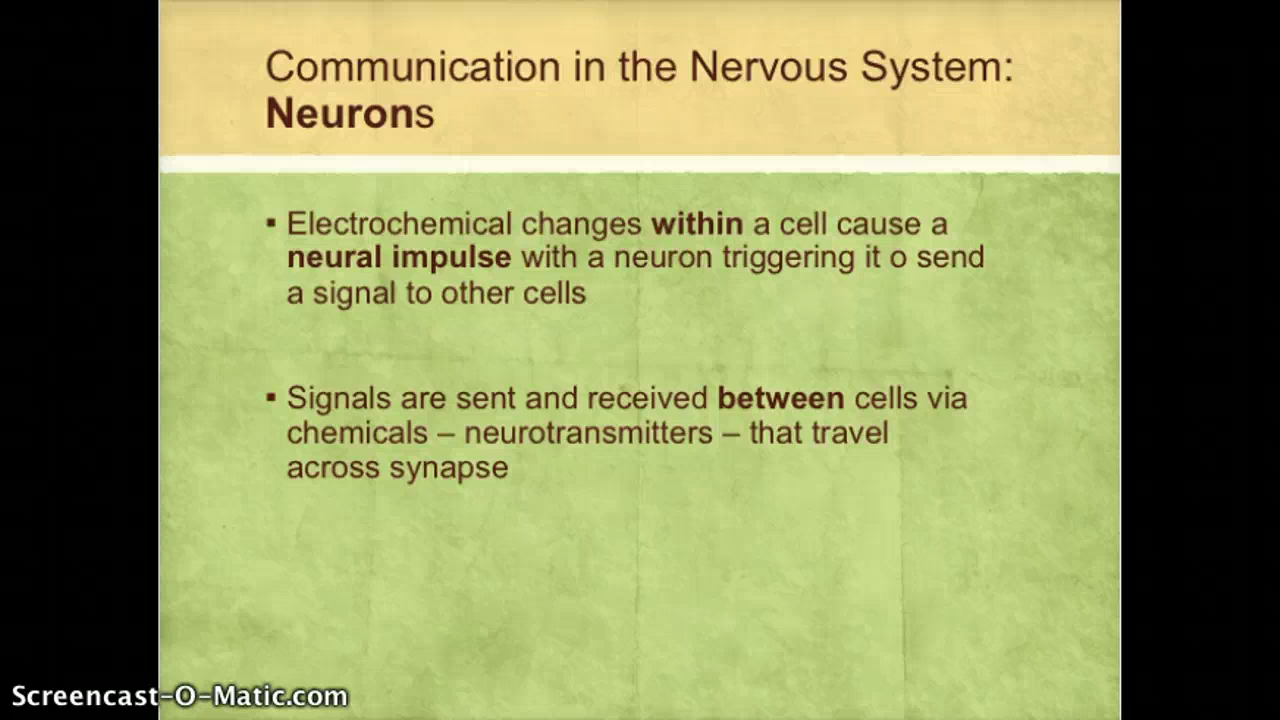 Communication in the Nervous System:
Neurons
▪ Electrochemical changes within a cell cause a
neural impulse with a neuron triggering it o send
a signal to other cells
▪ Signals are sent and received between cells via
chemicals – neurotransmitters – that travel
across synapse
Screencast-O-Matic.com